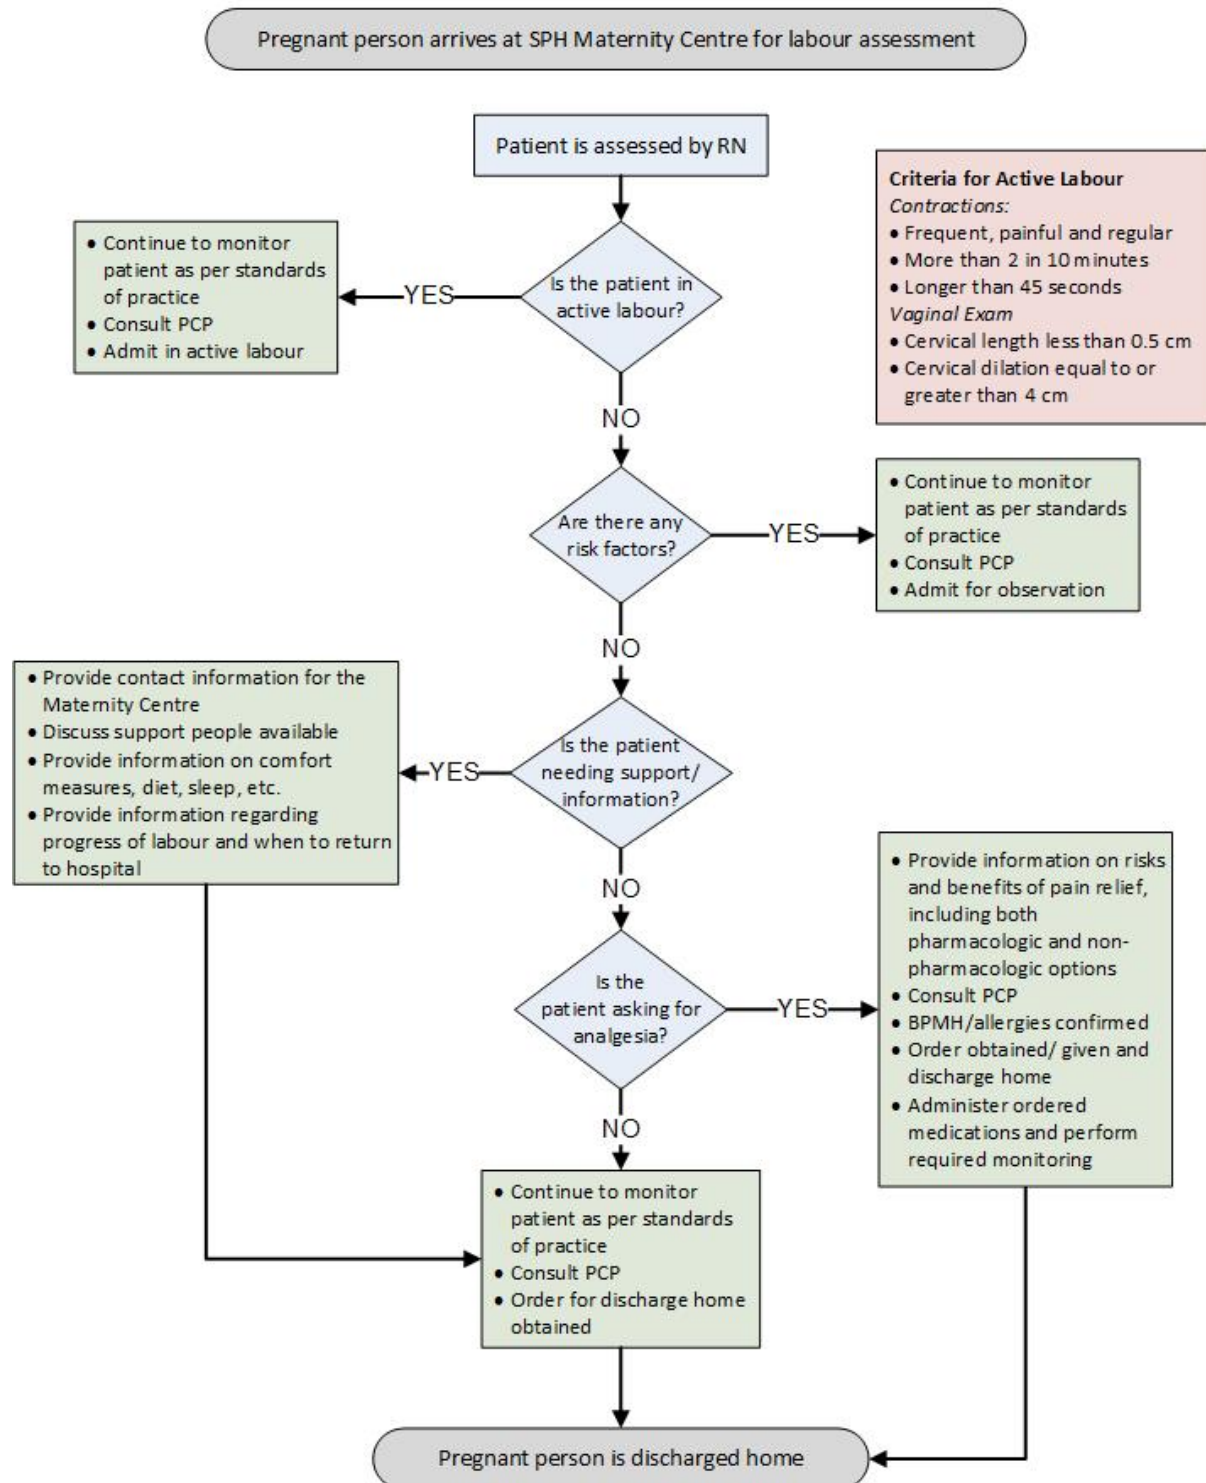 Pregnant person arrives at SPH Maternity Centre for labour assessment
Patient is assessed by RN
Criteria for Active Labour
Contractions:
• Frequent, painful and regular
• More than 2 in 10 minutes
• Longer than 45 seconds
Vaginal Exam
• Cervical length less than 0.5 cm
• Cervical dilation equal to or
greater than 4 cm
Is the patient in
active labour?
YES
• Continue to monitor
patient as per standards
of practice
• Consult PCP
• Admit in active labour
NO
Are there any
risk factors?
YES
• Continue to monitor
patient as per standards
of practice
• Consult PCP
• Admit for observation
NO
Is the patient
needing support/
information?
YES
• Provide contact information for the
Maternity Centre
• Discuss support people available
• Provide information on comfort
measures, diet, sleep, etc.
• Provide information regarding
progress of labour and when to return
to hospital
NO
Is the
patient asking for
analgesia?
YES
• Provide information on risks
and benefits of pain relief,
including both
pharmacologic and non-
pharmacologic options
• Consult PCP
• BPMH/allergies confirmed
• Order obtained/ given and
discharge home
• Administer ordered
medications and perform
required monitoring
NO
• Continue to monitor
patient as per standards
of practice
• Consult PCP
• Order for discharge home
obtained
Pregnant person is discharged home